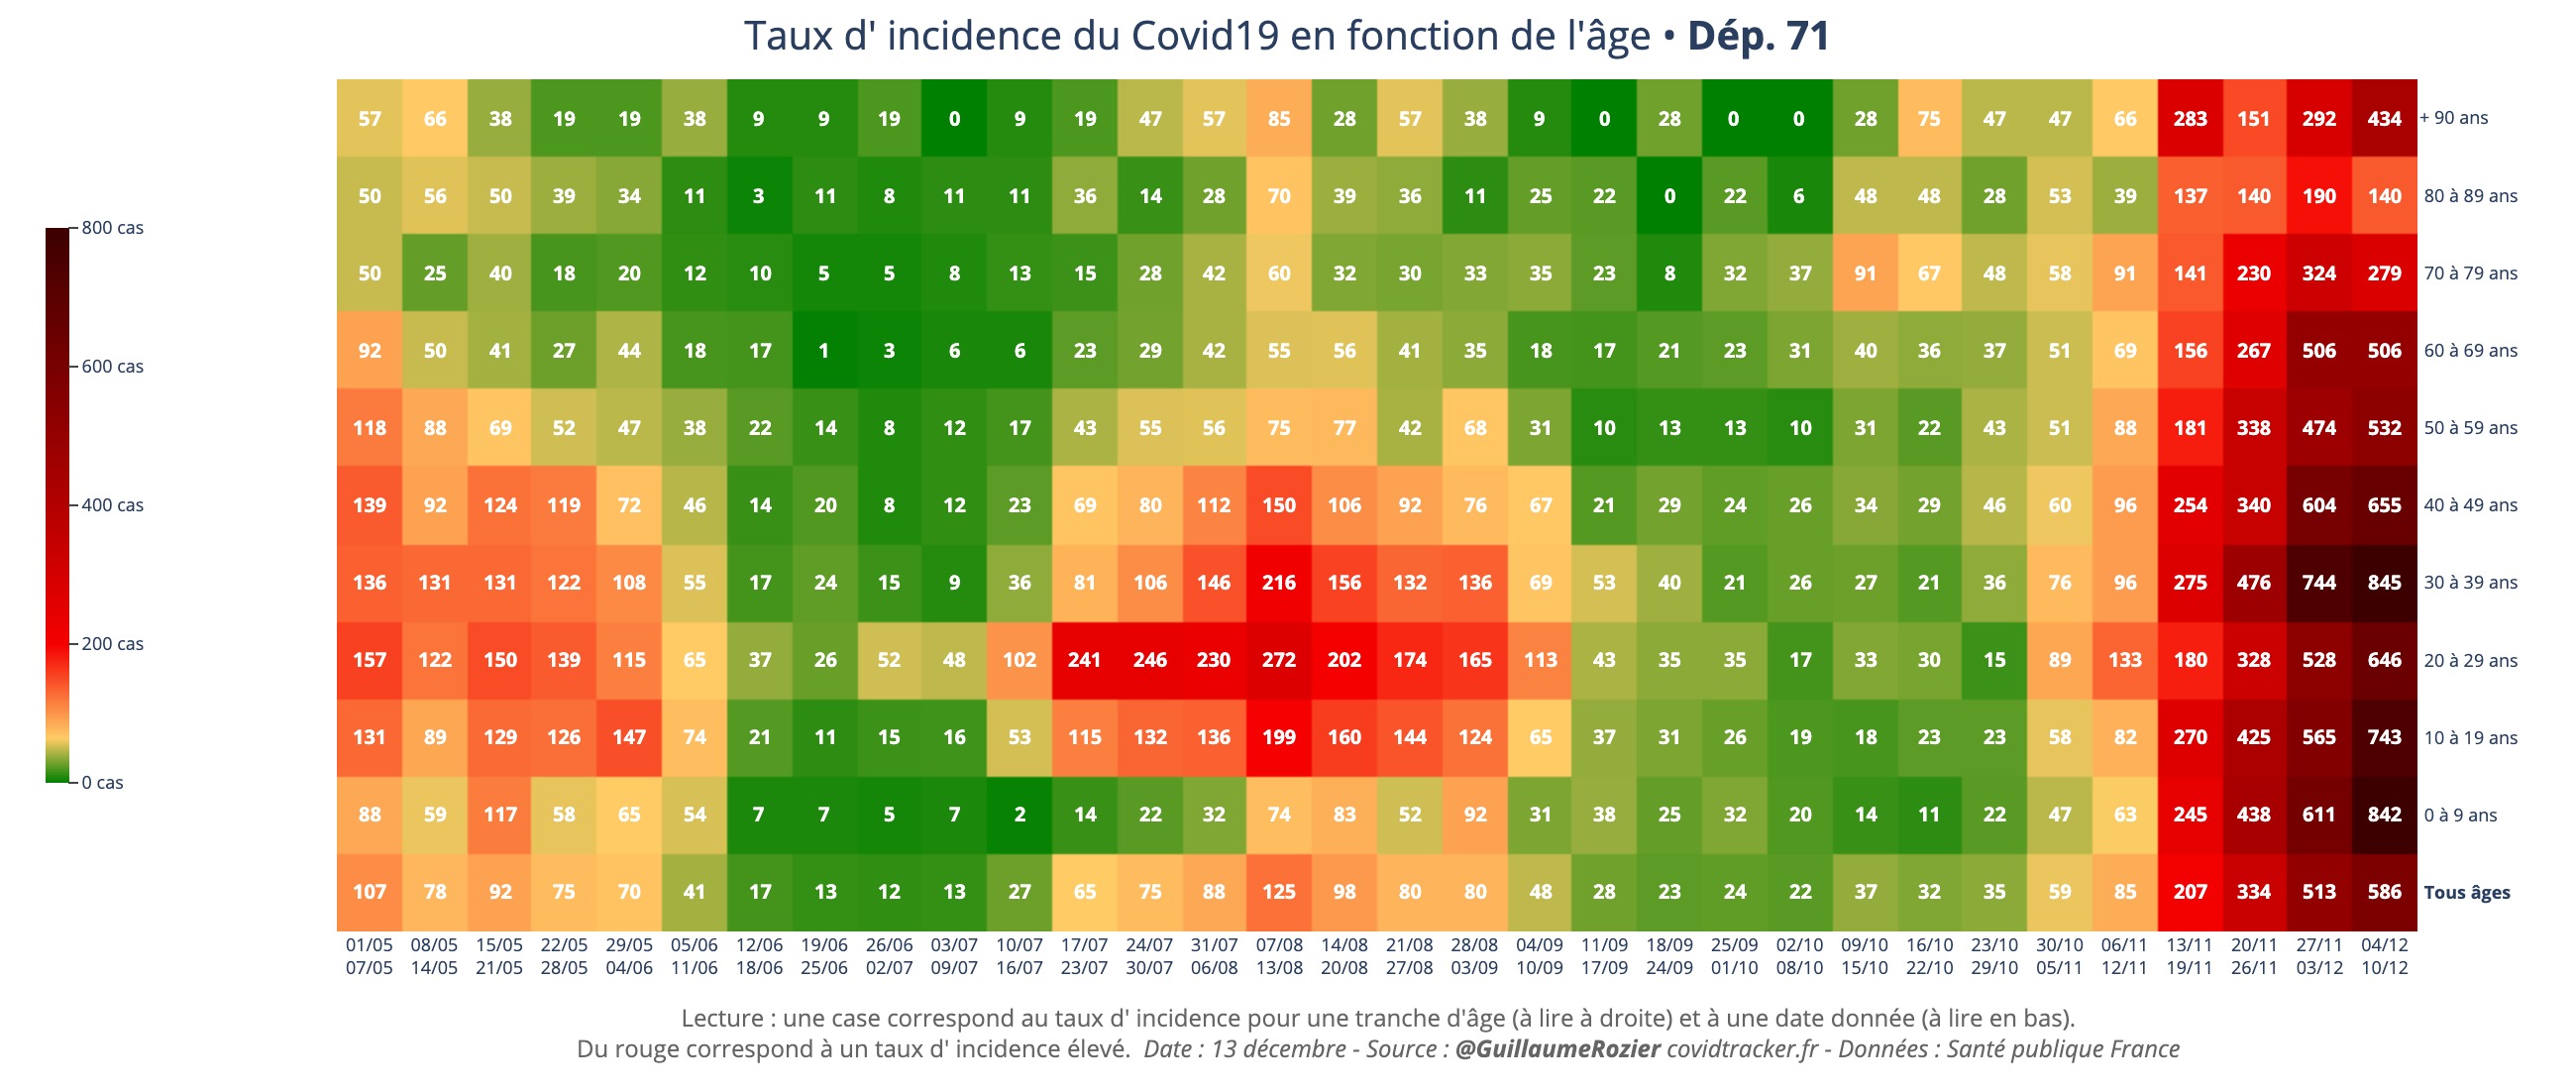 Taux d' incidence du Covid19 en fonction de l'âge • Dép. 71
800 cas
600 cas
400 cas
200 cas
0 cas
57 66 38 19 19 38 9 9 19 0 9 19 47 57 85 28 57 38 9 0 28 0 0 28 75 47 47 66 283 151 292 434 + 90 ans
50 56 50 39 34 11 3 11 8 11 11 36 14 28 70 39 36 11 25 22 0 22 6 48 48 28 53 39 137 140 190 140 80 à 89 ans
50 25 40 18 20 12 10 5 5 8 13 15 28 42 60 32 30 33 35 23 8 32 37 91 67 48 58 91 141 230 324 279 70 à 79 ans
92 50 41 27 44 18 17 1 3 6 6 23 29 42 55 56 41 35 18 17 21 23 31 40 36 37 51 69 156 267 506 506 60 à 69 ans
118 88 69 52 47 38 22 14 8 12 17 43 55 56 75 77 42 68 31 10 13 13 10 31 22 43 51 88 181 338 474 532 50 à 59 ans
139 92 124 119 72 46 14 20 8 12 23 69 80 112 150 106 92 76 67 21 29 24 26 34 29 46 60 96 254 340 604 655 40 à 49 ans
136 131 131 122 108 55 17 24 15 9 36 81 106 146 216 156 132 136 69 53 40 21 26 27 21 36 76 96 275 476 744 845 30 à 39 ans
157 122 150 139 115 65 37 26 52 48 102 241 246 230 272 202 174 165 113 43 35 35 17 33 30 15 89 133 180 328 528 646 20 à 29 ans
131 89 129 126 147 74 21 11 15 16 53 115 132 136 199 160 144 124 65 37 31 26 19 18 23 23 58 82 270 425 565 743 10 à 19 ans
88 59 117 58 65 54 7 7 5 7 2 14 22 32 74 83 52 92 31 38 25 32 20 14 11 22 47 63 245 438 611 842 0 à 9 ans
107 78 92 75 70 41 17 13 12 13 27 65 75 88 125 98 80 80 48 28 23 24 22 37 32 35 59 85 207 334 513 586 Tous âges
01/05 08/05 15/05 22/05 29/05 05/06 12/06 19/06 26/06 03/07 10/07 17/07 24/07 31/07 07/08 14/08 21/08 28/08 04/09 11/09 18/09 25/09 02/10 09/10 16/10 23/10 30/10 06/11 13/11 20/11 27/11 04/12
07/05 14/05 21/05 28/05 04/06 11/06 18/06 25/06 02/07 09/07 16/07 23/07 30/07 06/08 13/08 20/08 27/08 03/09 10/09 17/09 24/09 01/10 08/10 15/10 22/10 29/10 05/11 12/11 19/11 26/11 03/12 10/12
Lecture : une case correspond au taux d' incidence pour une tranche d'âge (à lire à droite) et à une date donnée (à lire en bas).
Du rouge correspond à un taux d' incidence élevé. Date : 13 décembre - Source : @GuillaumeRozier covidtracker.fr - Données : Santé publique France